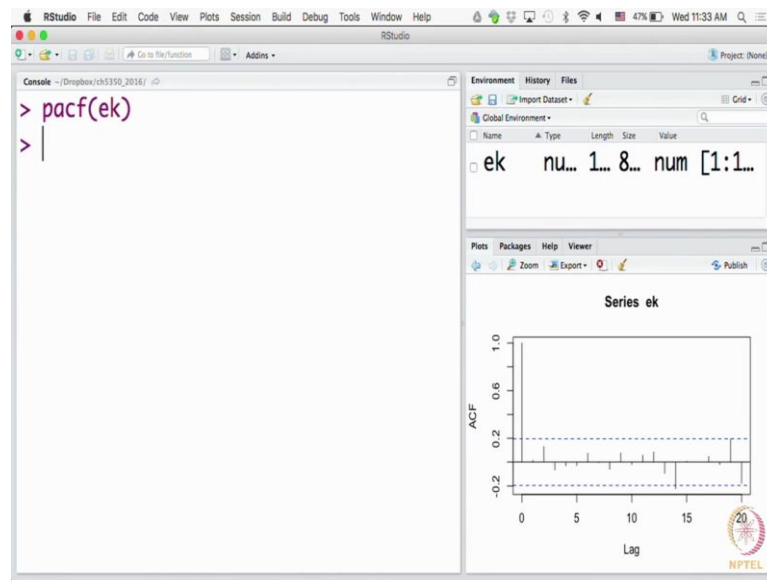 RStudio File Edit Code View Plots Session Build Debug Tools Window Help 47% Wed 11:33 AM
RStudio
Go to file/function Addins Project: (None)
Console ~/Dropbox/ch5350_2016/
> pacf(ek)
>
Environment History Files
Import Dataset Grid
Global Environment
Name Type Length Size Value
ek nu... 1... 8... num [1:1...
Plots Packages Help Viewer
Zoom Export Publish
Series ek
ACF
1.0
0.6
0.2
-0.2
0 5 10 15 20
Lag
NPTEL